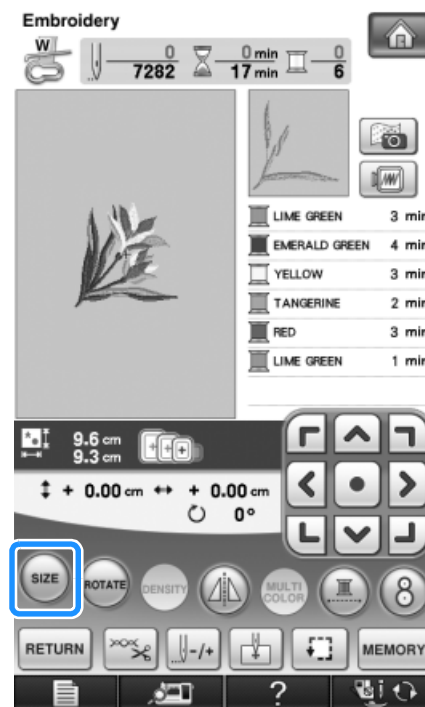 Embroidery
W
0 0 min 0
7282 17 min 6
LIME GREEN 3 min
EMERALD GREEN 4 min
YELLOW 3 min
TANGERINE 2 min
RED 3 min
LIME GREEN 1 min
9.6 cm
9.3 cm
+ 0.00 cm + 0.00 cm
0°
SIZE ROTATE DENSITY MULTI COLOR 8
RETURN -/+ MEMORY
?